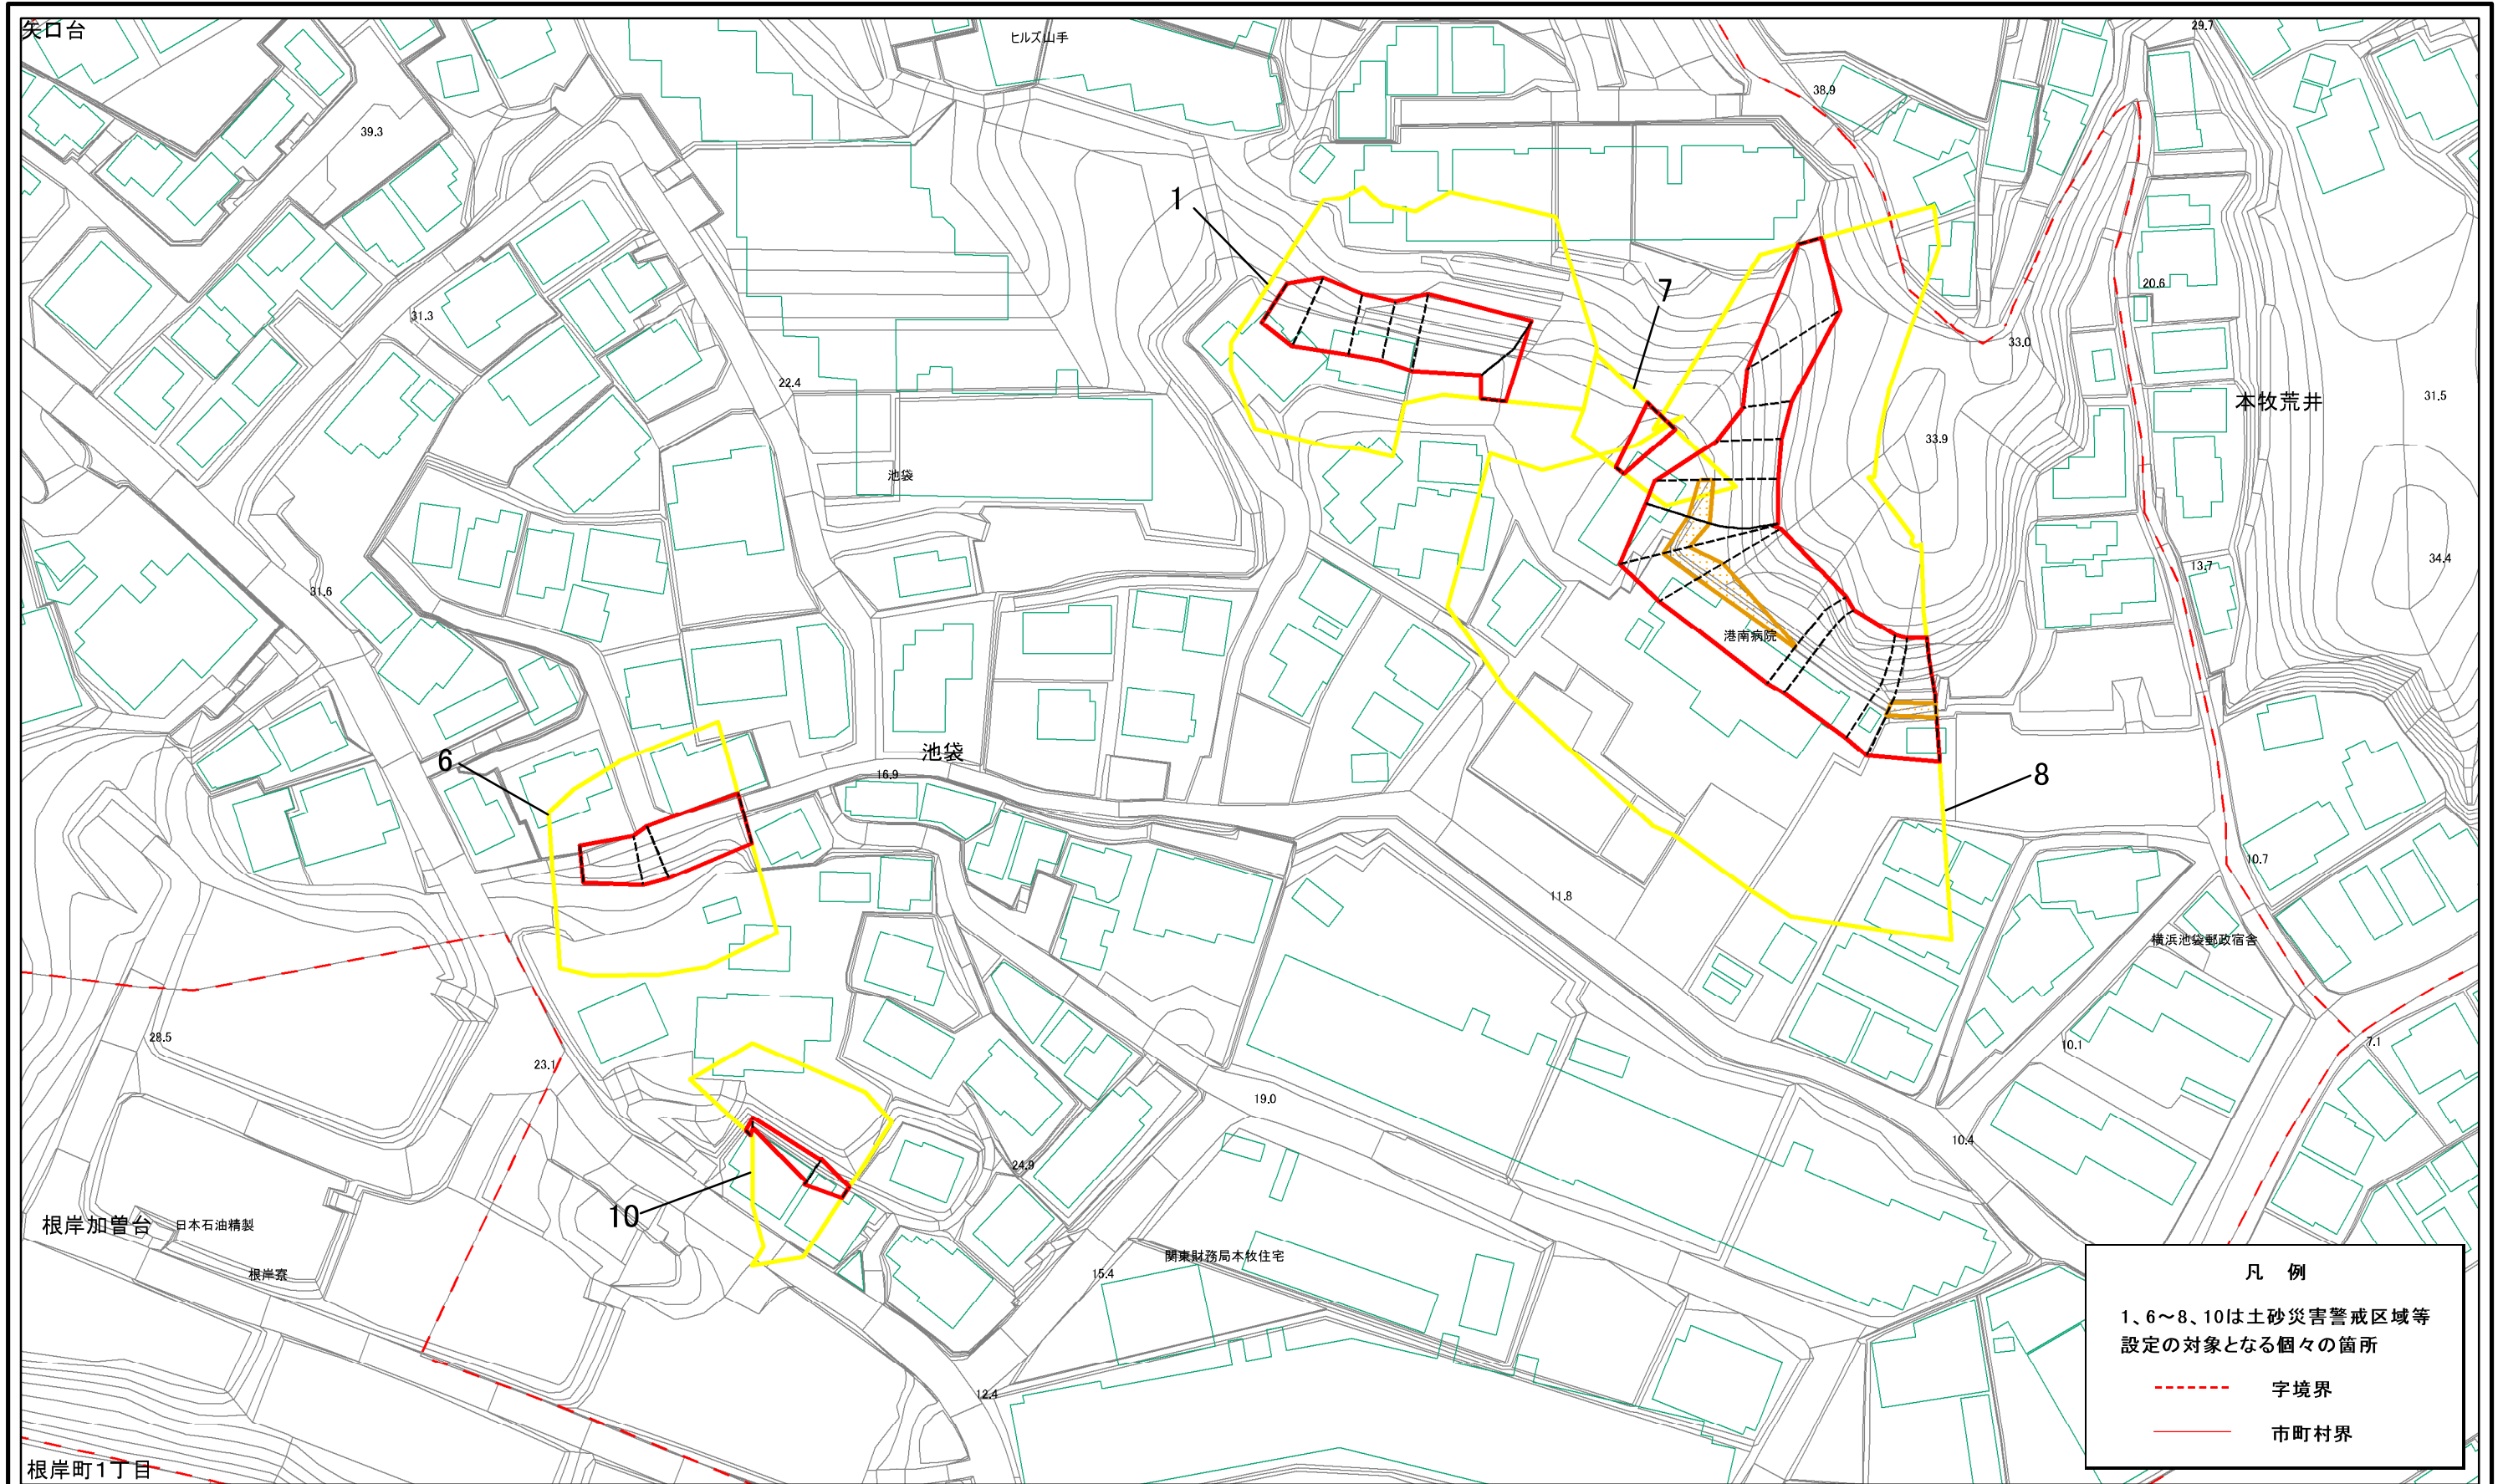 矢口台
ヒルズ山手
29.7
38.9
39.3
1
20.6
7
31.3
33.0
22.4
本牧荒井
31.5
33.9
池袋
34.4
13.7
31.6
港南病院
池袋
6
16.9
8
10.7
11.8
横浜池袋郵政宿舎
28.5
23.1
10.1
7.1
19.0
10.4
24.9
10
根岸加曽台
日本石油精製
関東財務局本牧住宅
根岸寮
15.4
12.4
根岸町1丁目
凡 例
1、6～8、10は土砂災害警戒区域等
設定の対象となる個々の箇所
字境界
市町村界